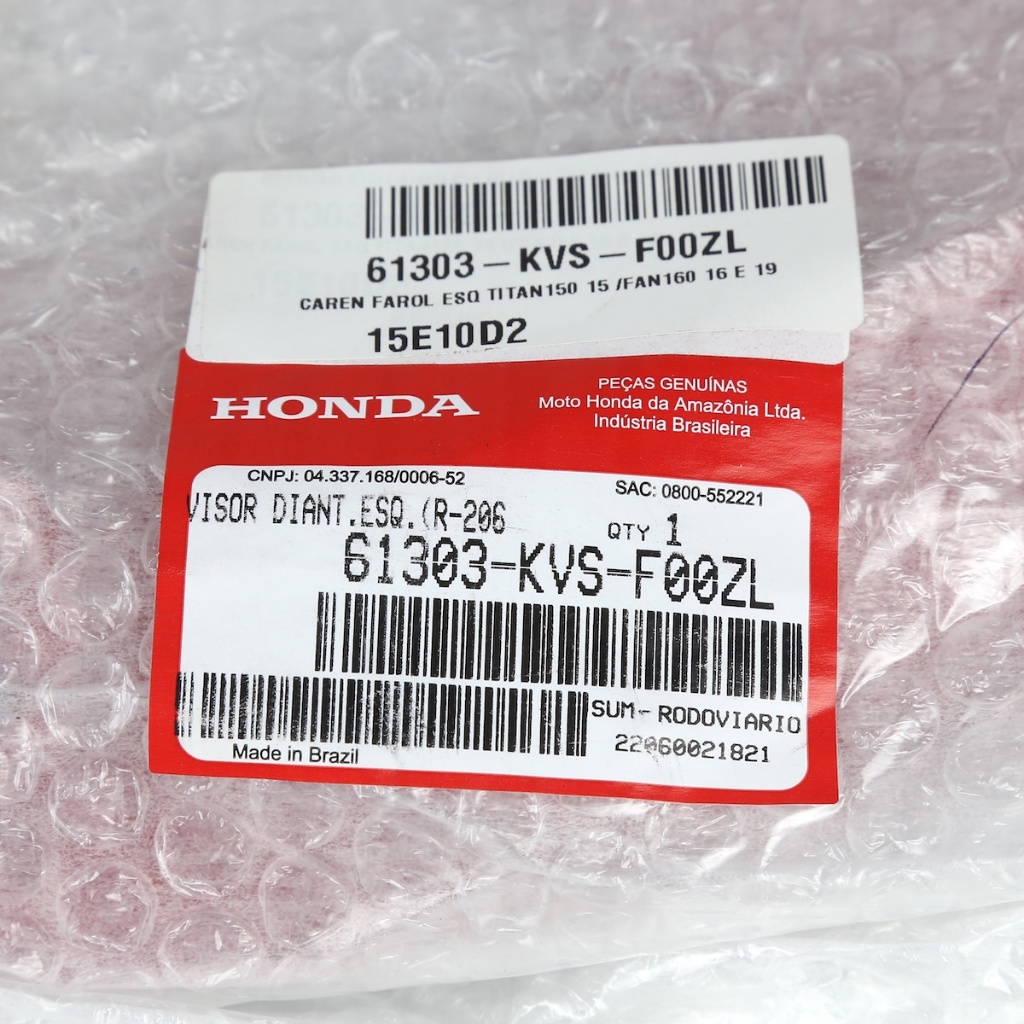 61303-KVS-F00ZL
CAREN FAROL ESQ TITAN150 15 /FAN160 16 E 19
15E10D2
HONDA
PEÇAS GENUÍNAS
Moto Honda da Amazônia Ltda.
Indústria Brasileira
CNPJ: 04.337.168/0006-52
SAC: 0800-552221
VISOR DIANT.ESQ.(R-206
QTY 1
61303-KVS-F00ZL
SUM-RODOVIARIO
22060021821
Made in Brazil